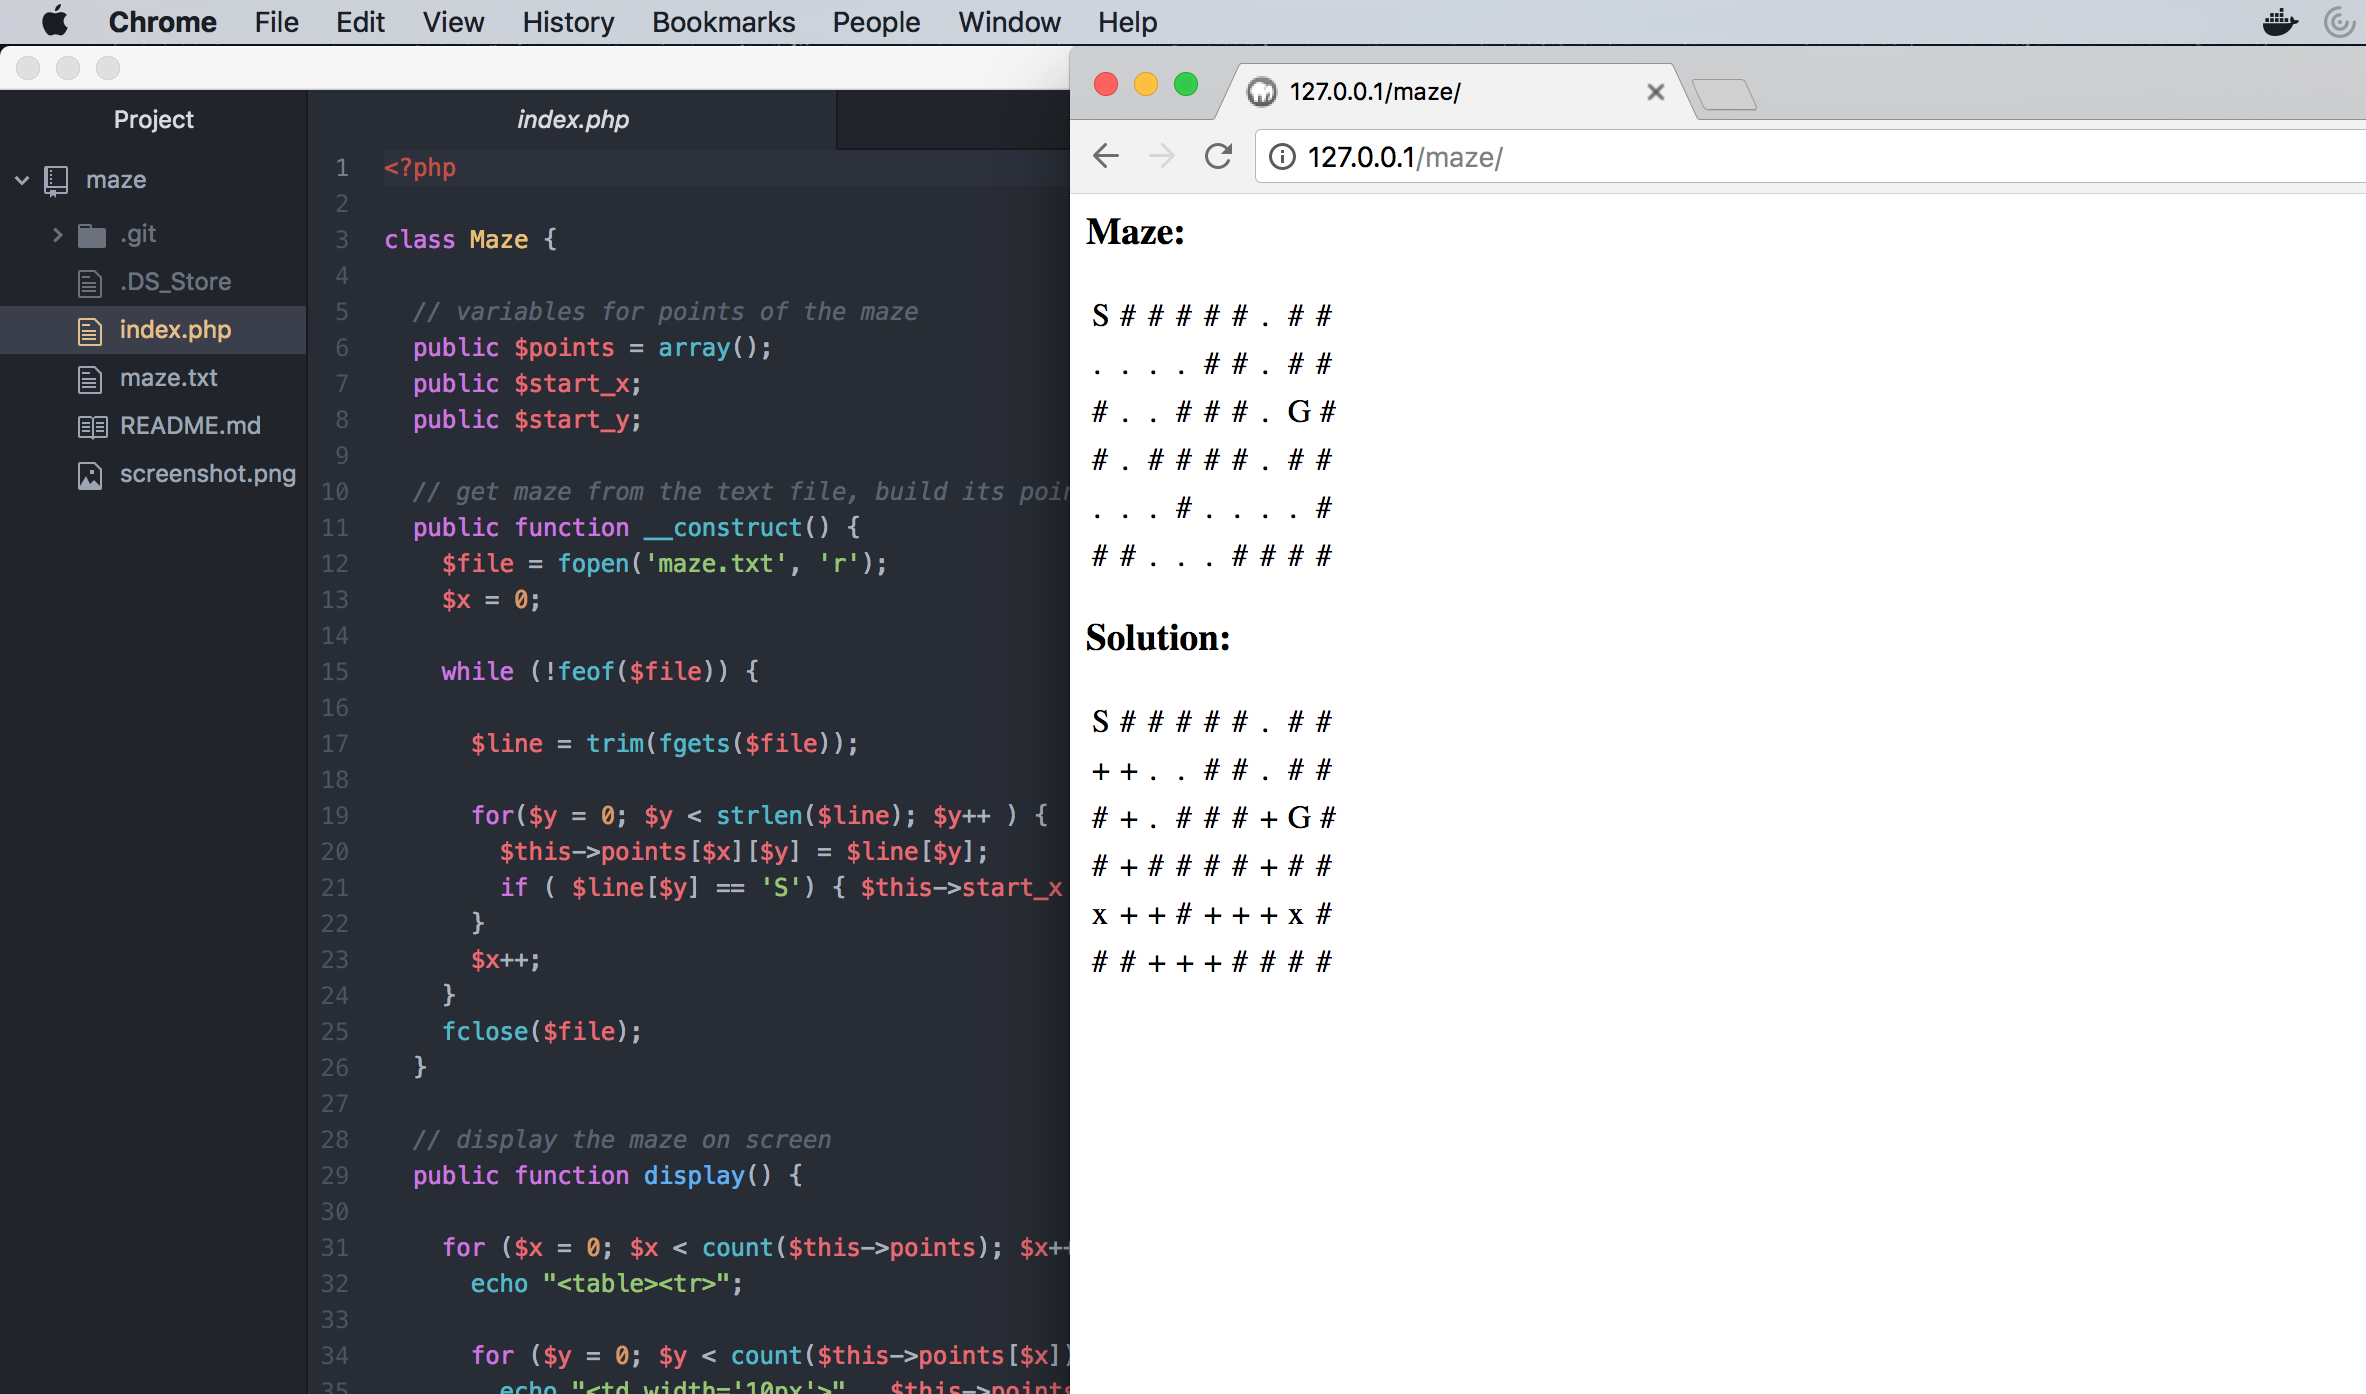 Chrome File Edit View History Bookmarks People Window Help
Project
maze
.git
.DS_Store
index.php
maze.txt
README.md
screenshot.png
index.php
1 <?php
2
3 class Maze {
4
5 // variables for points of the maze
6 public $points = array();
7 public $start_x;
8 public $start_y;
9
10 // get maze from the text file, build its poin
11 public function __construct() {
12 $file = fopen('maze.txt', 'r');
13 $x = 0;
14
15 while (!feof($file)) {
16
17 $line = trim(fgets($file));
18
19 for($y = 0; $y < strlen($line); $y++ ) {
20 $this->points[$x][$y] = $line[$y];
21 if ( $line[$y] == 'S') { $this->start_x
22 }
23 $x++;
24 }
25 fclose($file);
26 }
27
28 // display the maze on screen
29 public function display() {
30
31 for ($x = 0; $x < count($this->points); $x++
32 echo "<table><tr>";
33
34 for ($y = 0; $y < count($this->points[$x])
35 echo "<td width='10px'>" . $this->points
127.0.0.1/maze/
127.0.0.1/maze/
Maze:
S # # # # # . # #
. . . . # # . # #
# . . # # # . G #
# . # # # # . # #
. . . # . . . . #
# # . . . # # # #
Solution:
S # # # # # . # #
+ + . . # # . # #
# + . # # # + G #
# + # # # # + # #
x + + # + + + x #
# # + + + # # # #